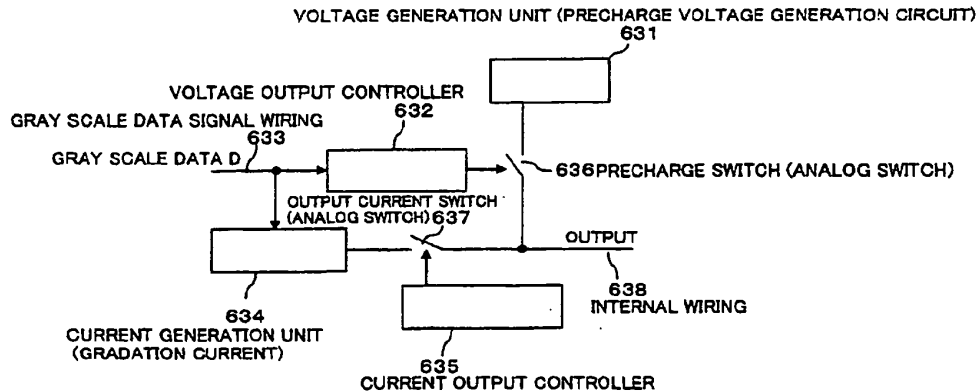 VOLTAGE GENERATION UNIT (PRECHARGE VOLTAGE GENERATION CIRCUIT)
631
VOLTAGE OUTPUT CONTROLLER
632
GRAY SCALE DATA SIGNAL WIRING
633
GRAY SCALE DATA D
636 PRECHARGE SWITCH (ANALOG SWITCH)
OUTPUT CURRENT SWITCH
(ANALOG SWITCH) 637
OUTPUT
638
INTERNAL WIRING
634
CURRENT GENERATION UNIT
(GRADATION CURRENT)
635
CURRENT OUTPUT CONTROLLER